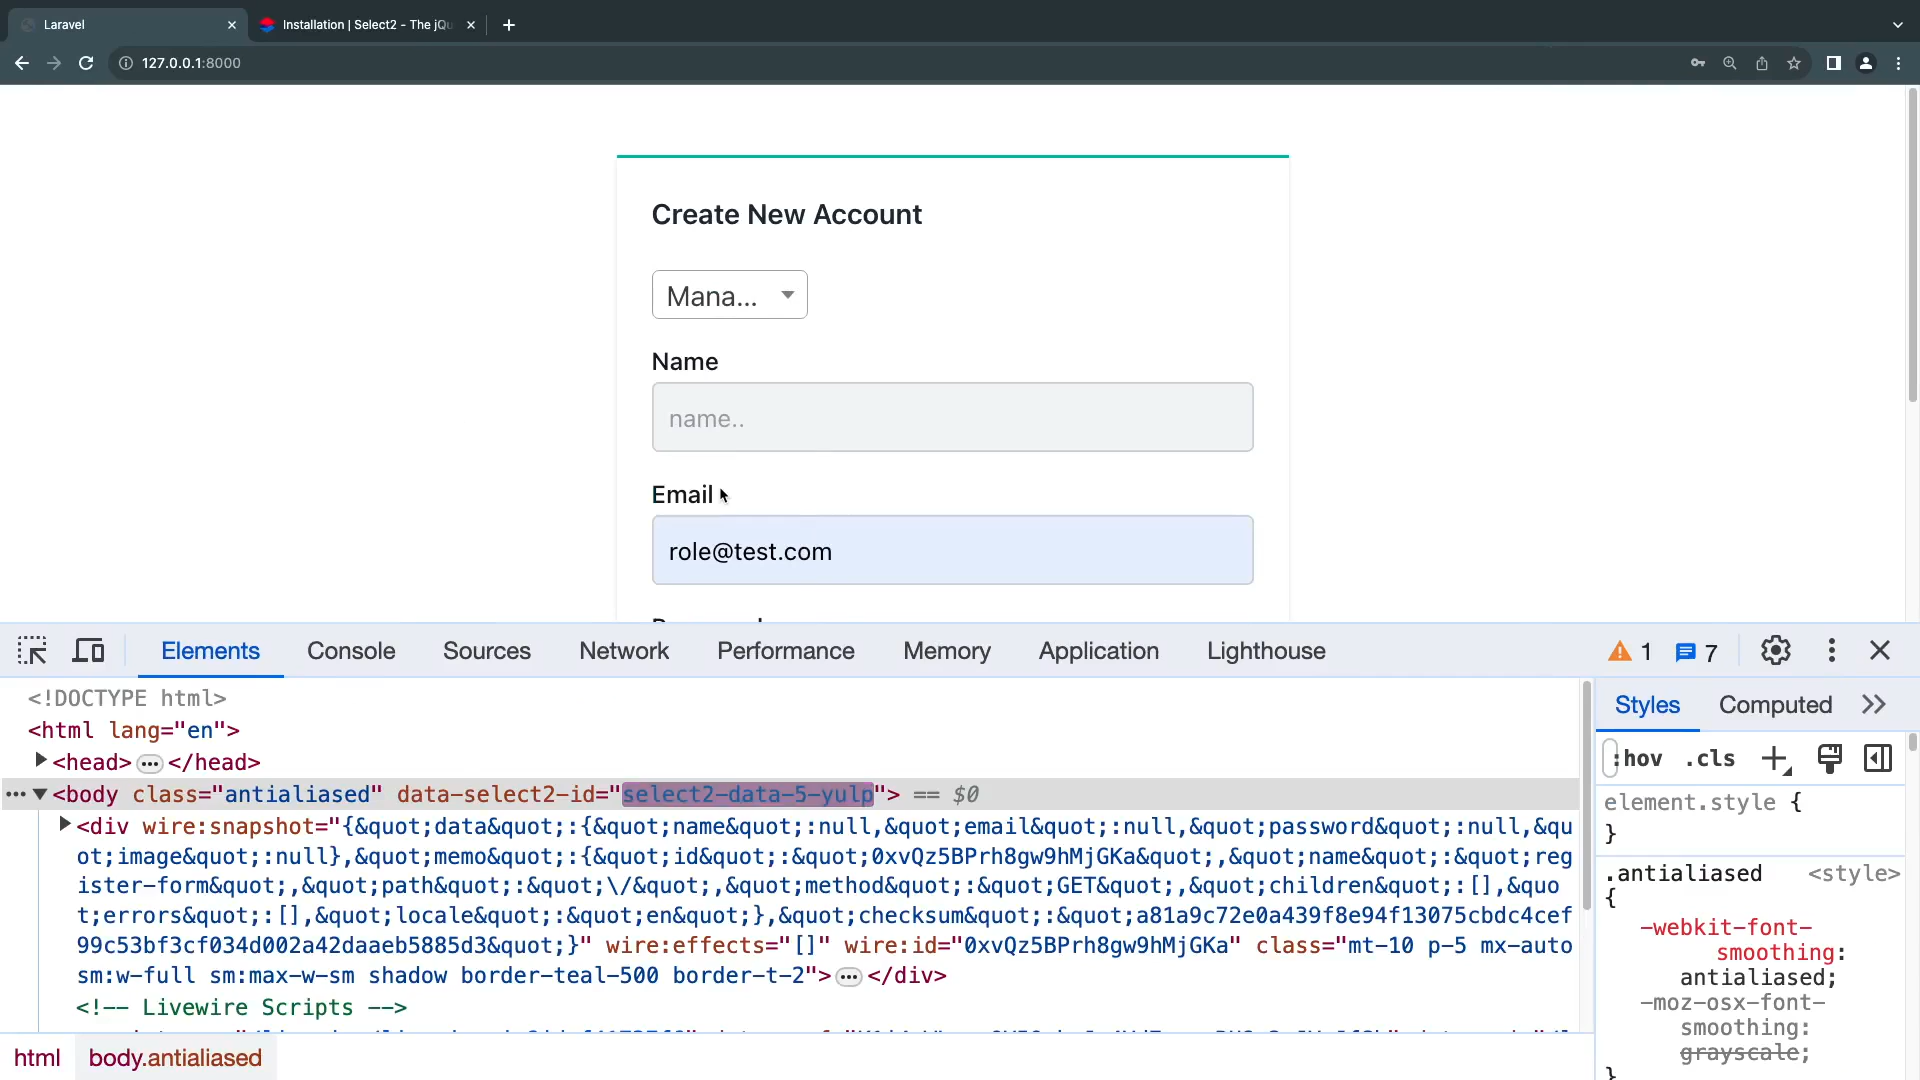 Laravel
Installation | Select2 - The jQu
127.0.0.1:8000
Create New Account
Mana...
Name
name..
Email
role@test.com
Elements Console Sources Network Performance Memory Application Lighthouse 1 7
<!DOCTYPE html>
<html lang="en">
<head> ••• </head>
••• <body class="antialiased" data-select2-id="select2-data-5-yulp"> == $0
<div wire:snapshot="{&quot;data&quot;:{&quot;name&quot;:null,&quot;email&quot;:null,&quot;password&quot;:null,&qu
ot;image&quot;:null},&quot;memo&quot;:{&quot;id&quot;:&quot;0xvQz5BPrh8gw9hMjGKa&quot;,&quot;name&quot;:&quot;reg
ister-form&quot;,&quot;path&quot;:&quot;\/&quot;,&quot;method&quot;:&quot;GET&quot;,&quot;children&quot;:[],&quo
t;errors&quot;:[],&quot;locale&quot;:&quot;en&quot;},&quot;checksum&quot;:&quot;a81a9c72e0a439f8e94f13075cbdc4cef
99c53bf3cf034d002a42daaeb5885d3&quot;}" wire:effects="[]" wire:id="0xvQz5BPrh8gw9hMjGKa" class="mt-10 p-5 mx-auto
sm:w-full sm:max-w-sm shadow border-teal-500 border-t-2"> ••• </div>
<!-- Livewire Scripts -->
html body.antialiased
Styles Computed
:hov .cls
element.style {
}
.antialiased <style>
{
-webkit-font-
smoothing:
antialiased;
-moz-osx-font-
smoothing:
grayscale;
}